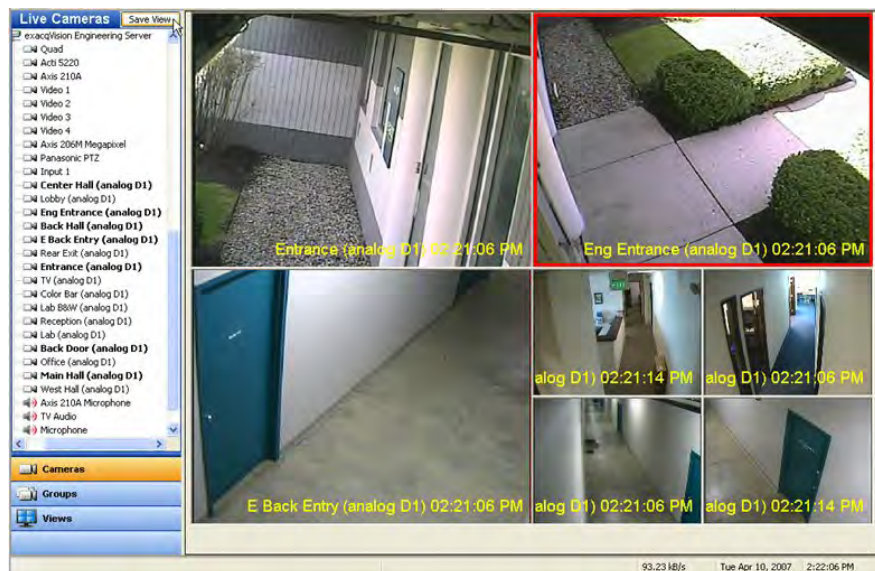 Live Cameras
Save View
exacqVision Engineering Server
Quad
Acti 5220
Axis 210A
Video 1
Video 2
Video 3
Video 4
Axis 206M Megapixel
Panasonic PTZ
Input 1
Center Hall (analog D1)
Lobby (analog D1)
Eng Entrance (analog D1)
Back Hall (analog D1)
E Back Entry (analog D1)
Rear Exit (analog D1)
Entrance (analog D1)
TV (analog D1)
Color Bar (analog D1)
Lab B&W (analog D1)
Reception (analog D1)
Lab (analog D1)
Back Door (analog D1)
Office (analog D1)
Main Hall (analog D1)
West Hall (analog D1)
Axis 210A Microphone
TV Audio
Microphone
Cameras
Groups
Views
Entrance (analog D1) 02:21:06 PM
Eng Entrance (analog D1) 02:21:06 PM
E Back Entry (analog D1) 02:21:06 PM
alog D1) 02:21:14 PM
alog D1) 02:21:06 PM
alog D1) 02:21:06 PM
alog D1) 02:21:14 PM
93.23 kB/s
Tue Apr 10, 2007
2:22:06 PM